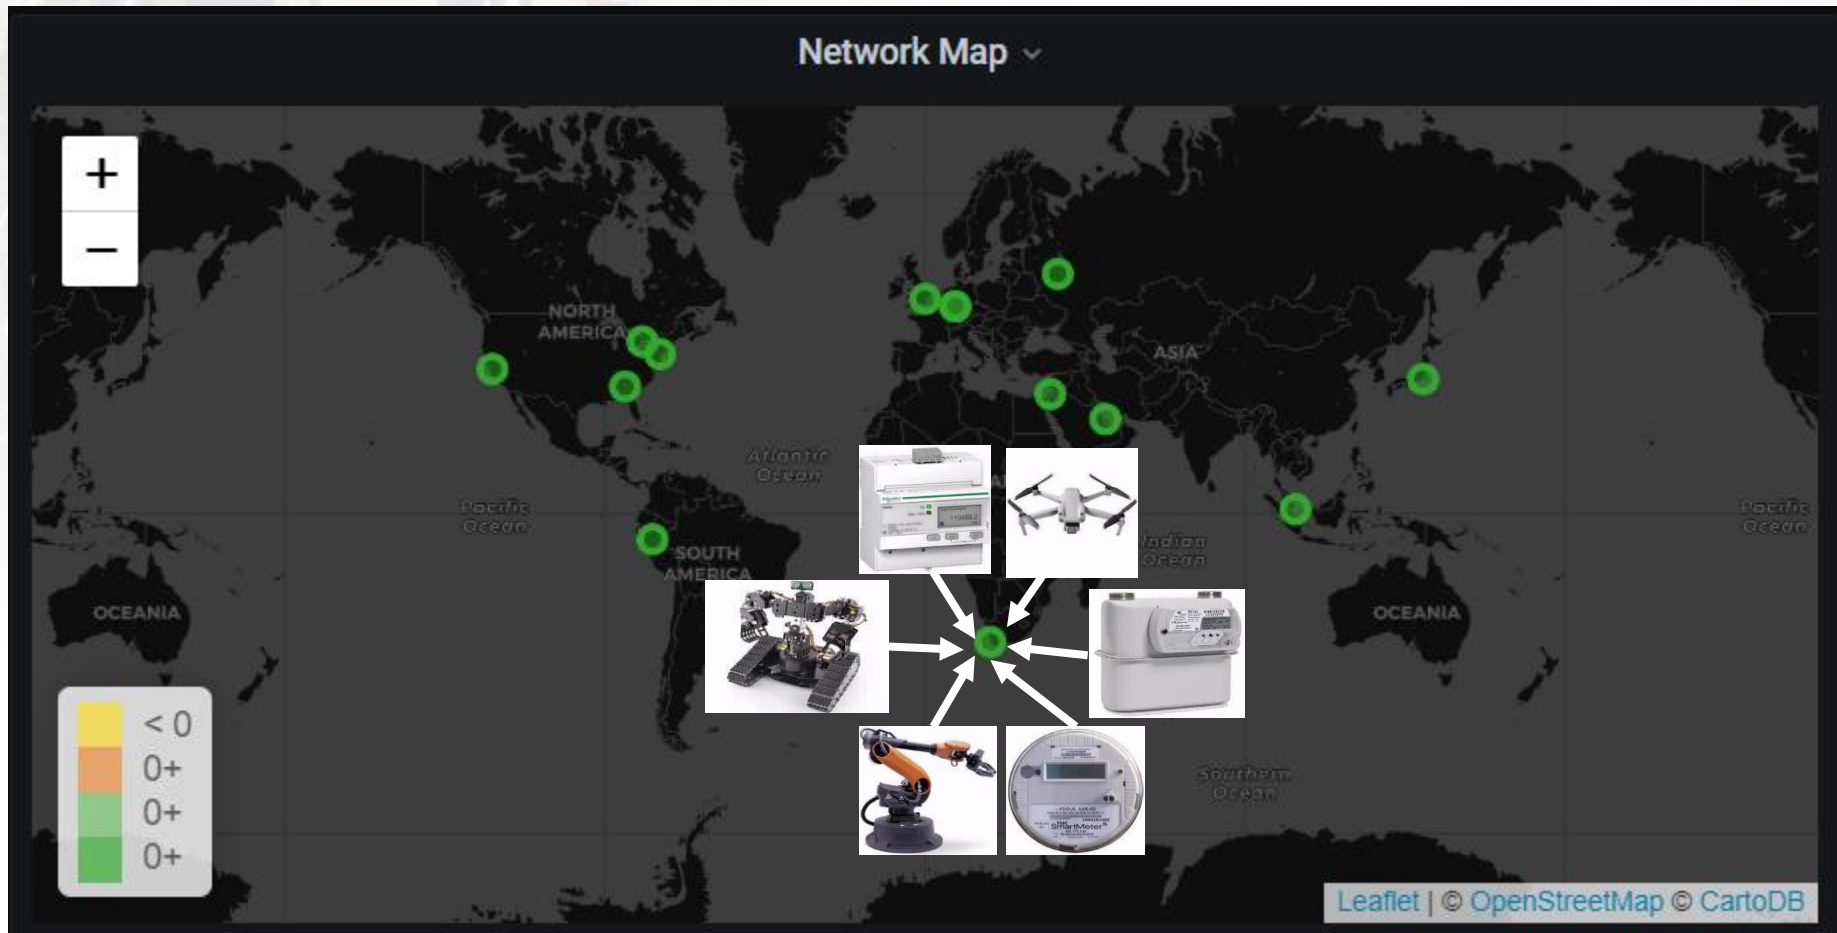 Network Map
+
−
NORTH
AMERICA
ASIA
Atlantic
Ocean
Pacific
Ocean
Pacific
Ocean
SOUTH
AMERICA
Indian
Ocean
OCEANIA
OCEANIA
SmartMeter
Southern
Ocean
< 0
0+
0+
0+
Leaflet | © OpenStreetMap © CartoDB